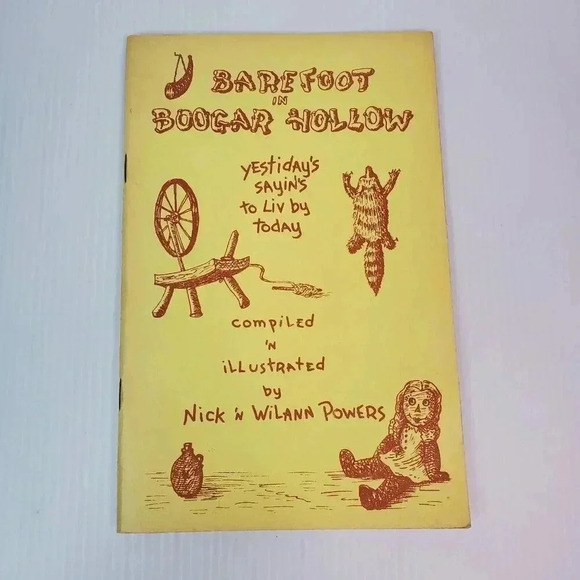 BAREFOOT
IN
BOOGAR HOLLOW
yestiday's
sayin's
to Liv by
today
compiled
'n
illustrated
by
Nick 'n Wilann Powers